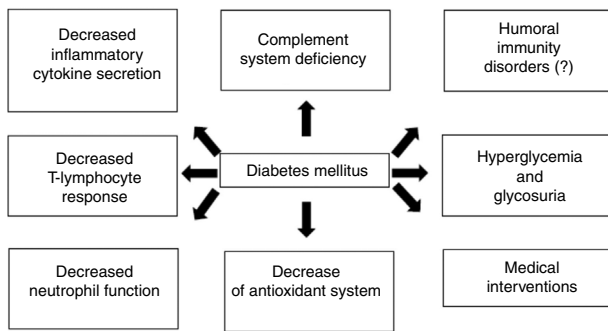 Decreased
inflammatory
cytokine secretion
Complement
system deficiency
Humoral
immunity
disorders (?)
Decreased
T-lymphocyte
response
Diabetes mellitus
Hyperglycemia
and
glycosuria
Decreased
neutrophil function
Decrease
of antioxidant system
Medical
interventions